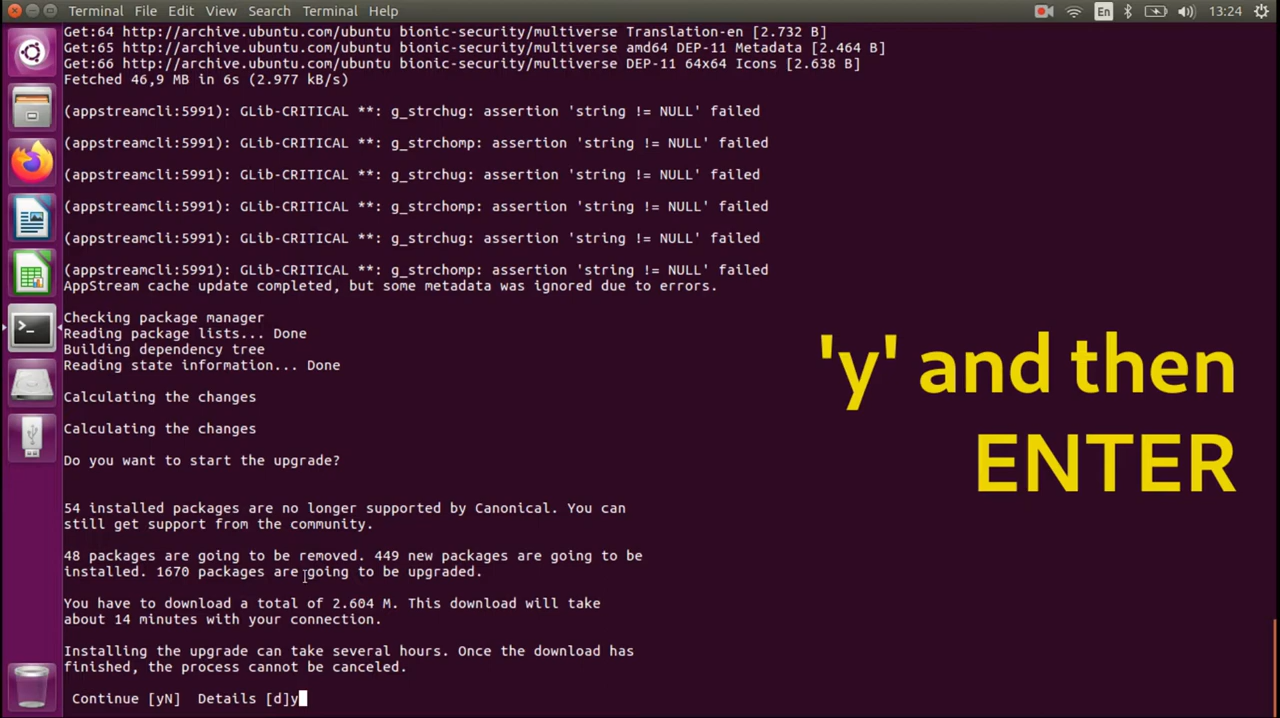 Terminal File Edit View Search Terminal Help
En 13:24
Get:64 http://archive.ubuntu.com/ubuntu bionic-security/multiverse Translation-en [2.732 B]
Get:65 http://archive.ubuntu.com/ubuntu bionic-security/multiverse amd64 DEP-11 Metadata [2.464 B]
Get:66 http://archive.ubuntu.com/ubuntu bionic-security/multiverse DEP-11 64x64 Icons [2.638 B]
Fetched 46,9 MB in 6s (2.977 kB/s)
(appstreamcli:5991): GLib-CRITICAL **: g_strchug: assertion 'string != NULL' failed
(appstreamcli:5991): GLib-CRITICAL **: g_strchomp: assertion 'string != NULL' failed
(appstreamcli:5991): GLib-CRITICAL **: g_strchug: assertion 'string != NULL' failed
(appstreamcli:5991): GLib-CRITICAL **: g_strchomp: assertion 'string != NULL' failed
(appstreamcli:5991): GLib-CRITICAL **: g_strchug: assertion 'string != NULL' failed
(appstreamcli:5991): GLib-CRITICAL **: g_strchomp: assertion 'string != NULL' failed
AppStream cache update completed, but some metadata was ignored due to errors.
Checking package manager
Reading package lists... Done
Building dependency tree
Reading state information... Done
Calculating the changes
Calculating the changes
Do you want to start the upgrade?
54 installed packages are no longer supported by Canonical. You can
still get support from the community.
48 packages are going to be removed. 449 new packages are going to be
installed. 1670 packages are going to be upgraded.
You have to download a total of 2.604 M. This download will take
about 14 minutes with your connection.
Installing the upgrade can take several hours. Once the download has
finished, the process cannot be canceled.
Continue [yN]  Details [d]y
'y' and then
ENTER